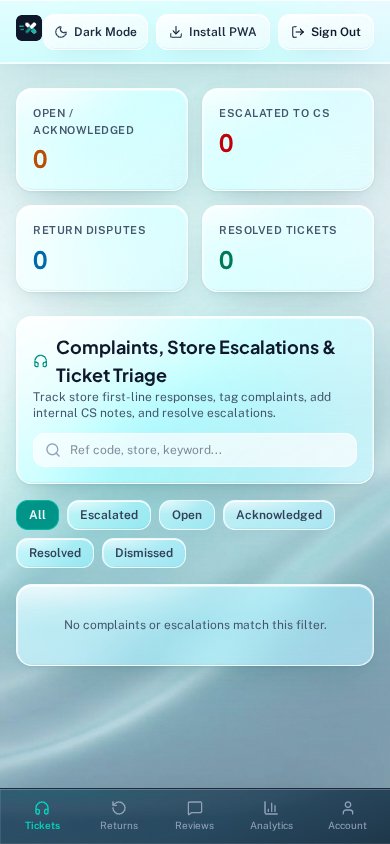 Dark Mode
Install PWA
Sign Out
OPEN /
ACKNOWLEDGED
0
ESCALATED TO CS
0
RETURN DISPUTES
0
RESOLVED TICKETS
0
Complaints, Store Escalations &
Ticket Triage
Track store first-line responses, tag complaints, add
internal CS notes, and resolve escalations.
Ref code, store, keyword...
All
Escalated
Open
Acknowledged
Resolved
Dismissed
No complaints or escalations match this filter.
Tickets
Returns
Reviews
Analytics
Account